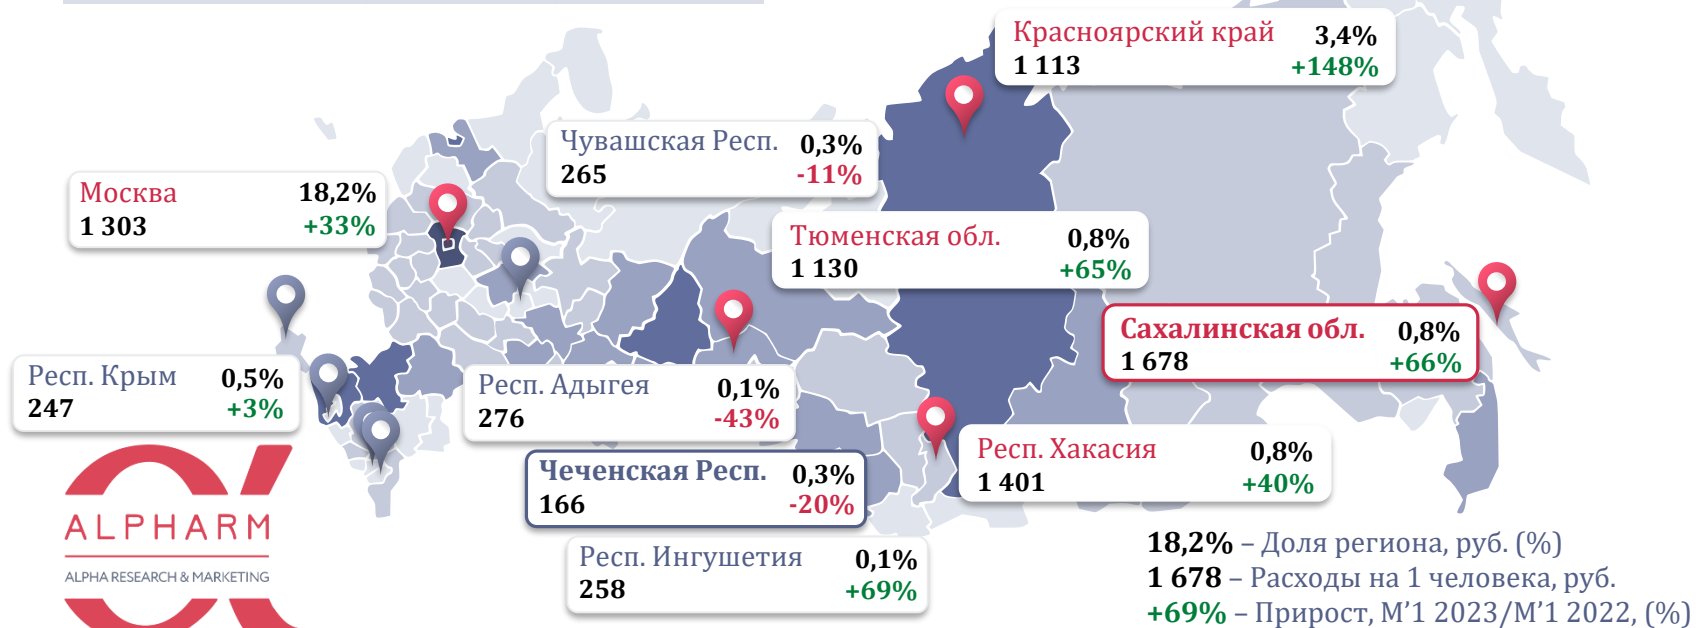 Красноярский край 3,4%
1 113 +148%
Чувашская Респ. 0,3%
265 -11%
Москва 18,2%
1 303 +33%
Тюменская обл. 0,8%
1 130 +65%
Сахалинская обл. 0,8%
1 678 +66%
Респ. Крым 0,5%
247 +3%
Респ. Адыгея 0,1%
276 -43%
Чеченская Респ. 0,3%
166 -20%
Респ. Хакасия 0,8%
1 401 +40%
Респ. Ингушетия 0,1%
258 +69%
ALPHARM
ALPHA RESEARCH & MARKETING
18,2% – Доля региона, руб. (%)
1 678 – Расходы на 1 человека, руб.
+69% – Прирост, М’1 2023/М’1 2022, (%)